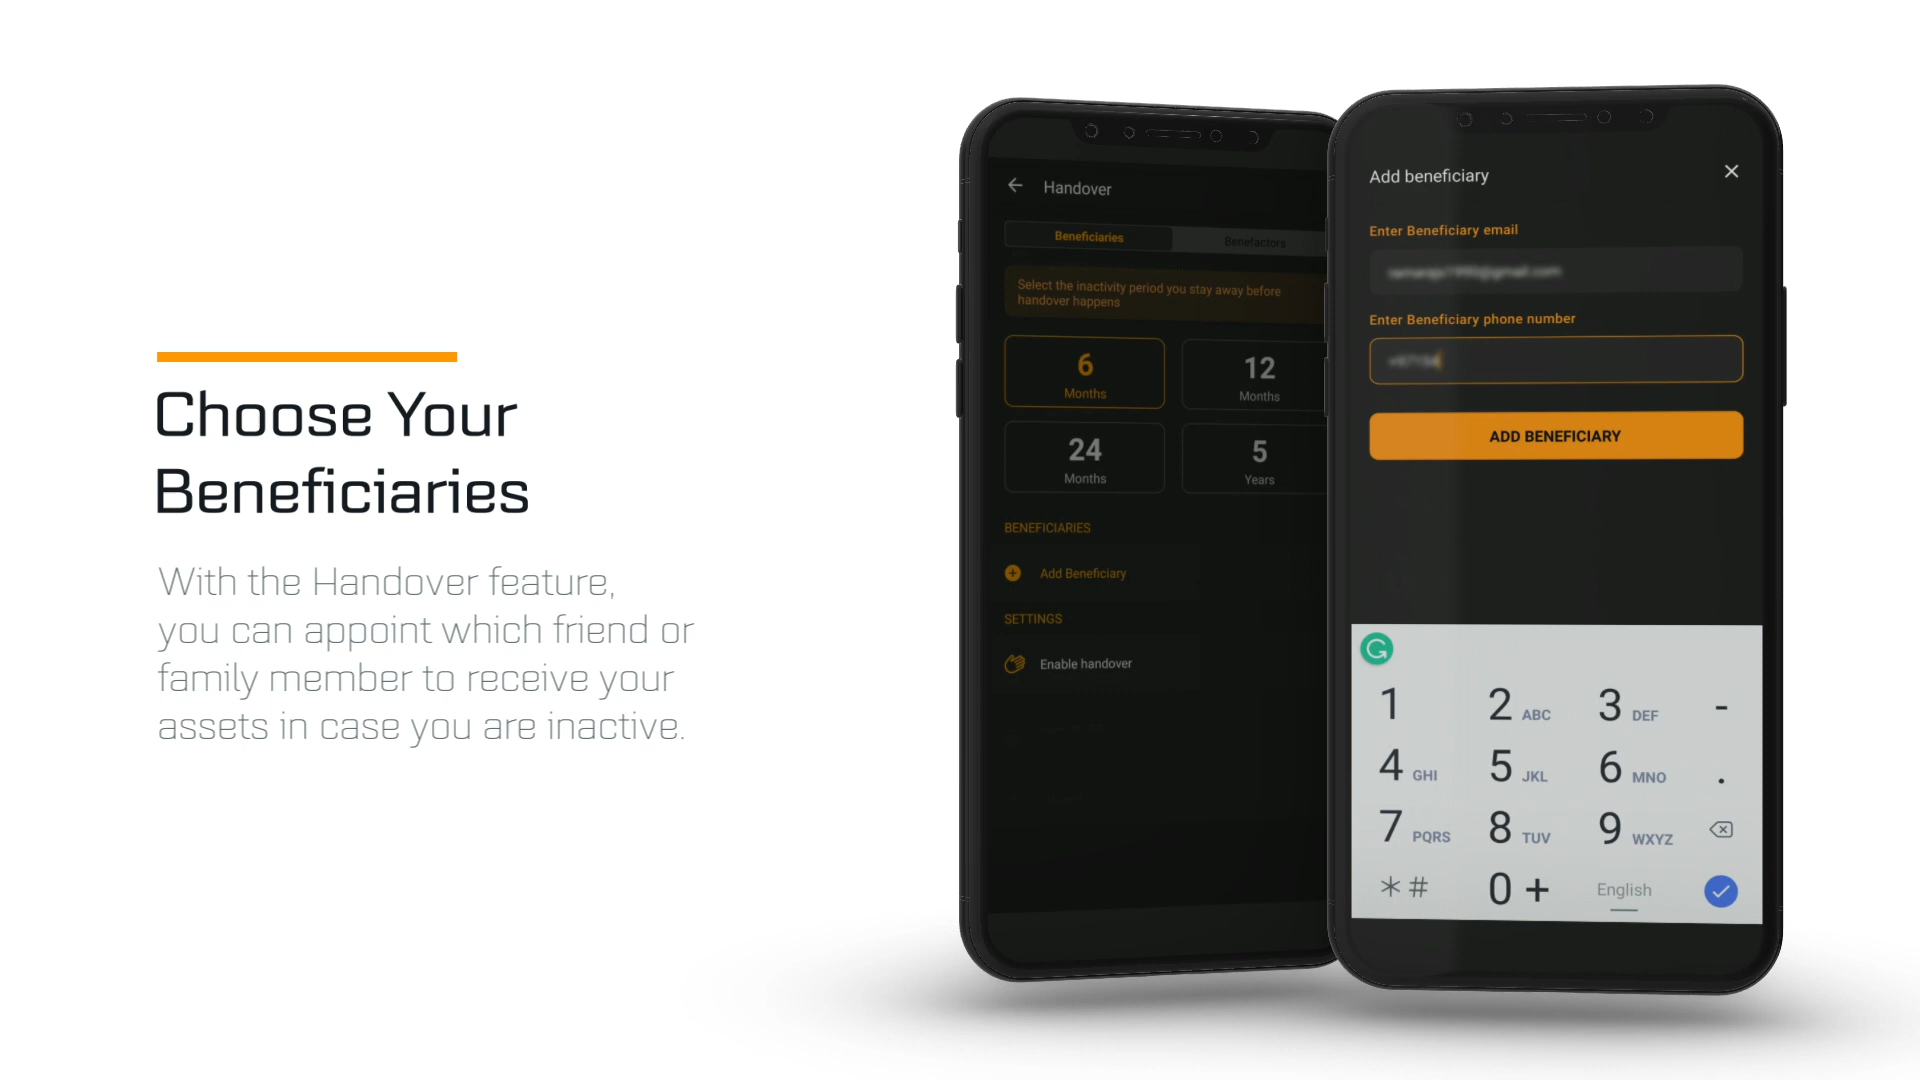 Choose Your
Beneficiaries
With the Handover feature,
you can appoint which friend or
family member to receive your
assets in case you are inactive.
Handover
Beneficiaries
Benefactors
Select the inactivity period you stay away before
handover happens
6
Months
12
Months
24
Months
5
Years
BENEFICIARIES
Add Beneficiary
SETTINGS
Enable handover
Add beneficiary
Enter Beneficiary email
Enter Beneficiary phone number
ADD BENEFICIARY
1 2 ABC 3 DEF -
4 GHI 5 JKL 6 MNO .
7 PQRS 8 TUV 9 WXYZ
*# 0 + English